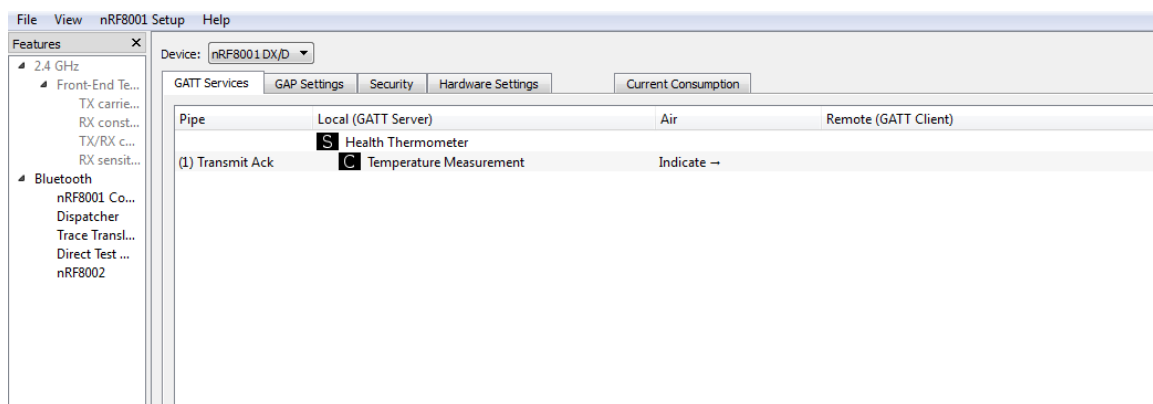 File View nRF8001 Setup Help
Features ×
2.4 GHz
Front-End Te...
TX carrie...
RX const...
TX/RX c...
RX sensit...
Bluetooth
nRF8001 Co...
Dispatcher
Trace Transl...
Direct Test ...
nRF8002
Device: nRF8001 DX/D
GATT Services GAP Settings Security Hardware Settings Current Consumption
Pipe Local (GATT Server) Air Remote (GATT Client)
S Health Thermometer
(1) Transmit Ack C Temperature Measurement Indicate →